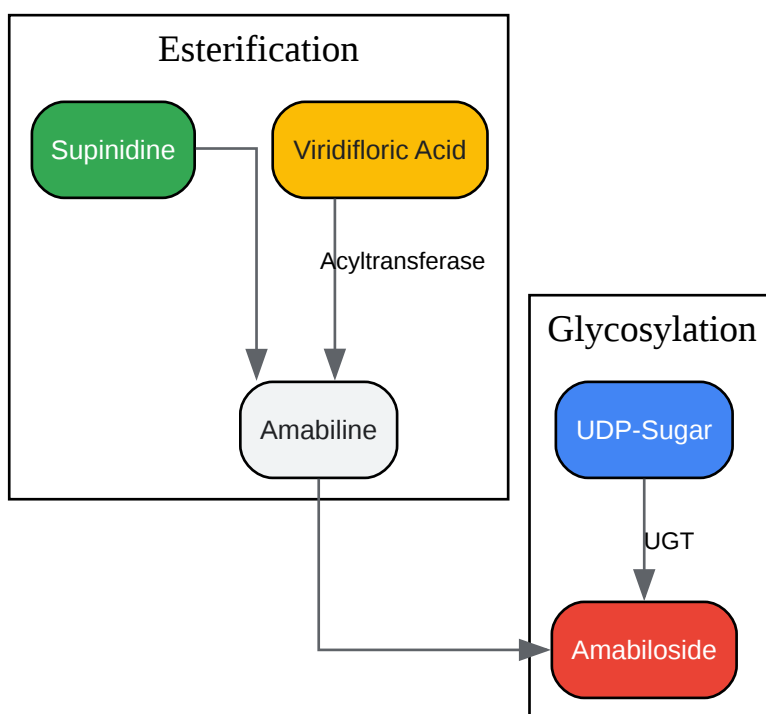 Esterification
Supinidine
Viridifloric Acid
Acyltransferase
Glycosylation
Amabiline
UDP-Sugar
UGT
Amabiloside